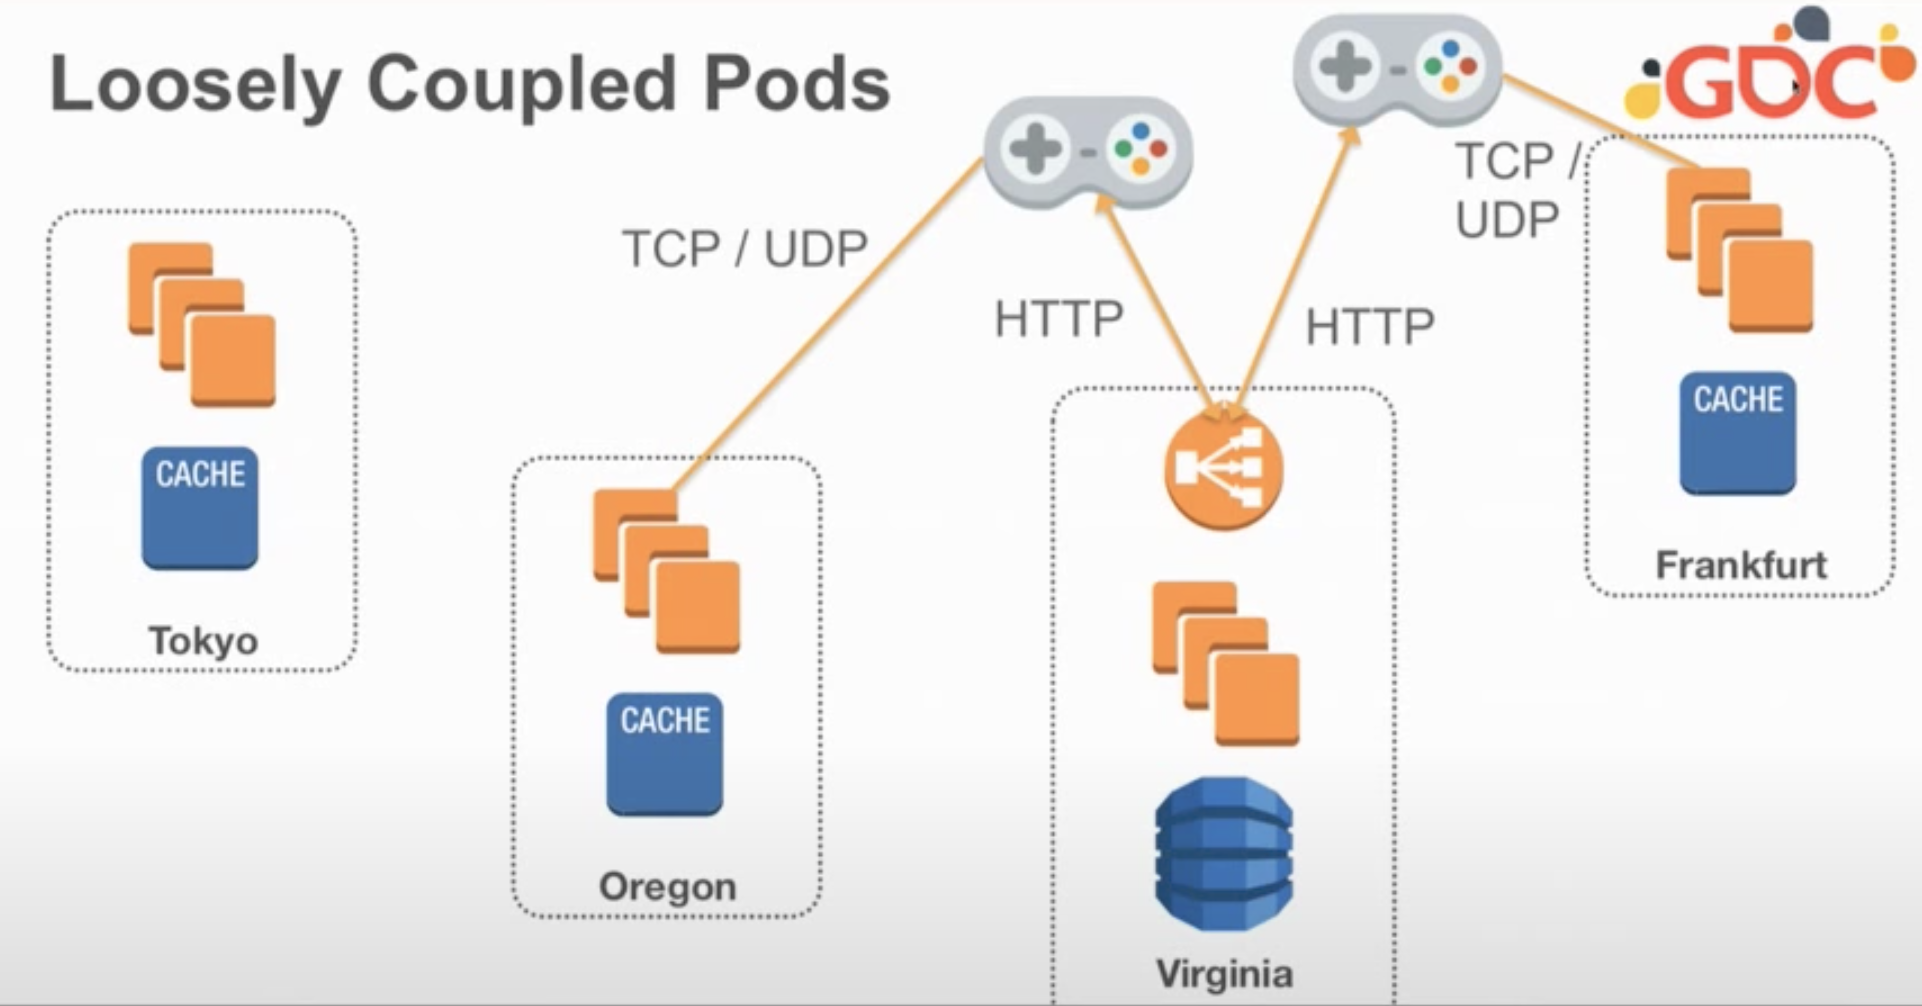 Loosely Coupled Pods
GDC
TCP /
UDP
TCP / UDP
HTTP
HTTP
CACHE
Tokyo
CACHE
Oregon
Virginia
CACHE
Frankfurt